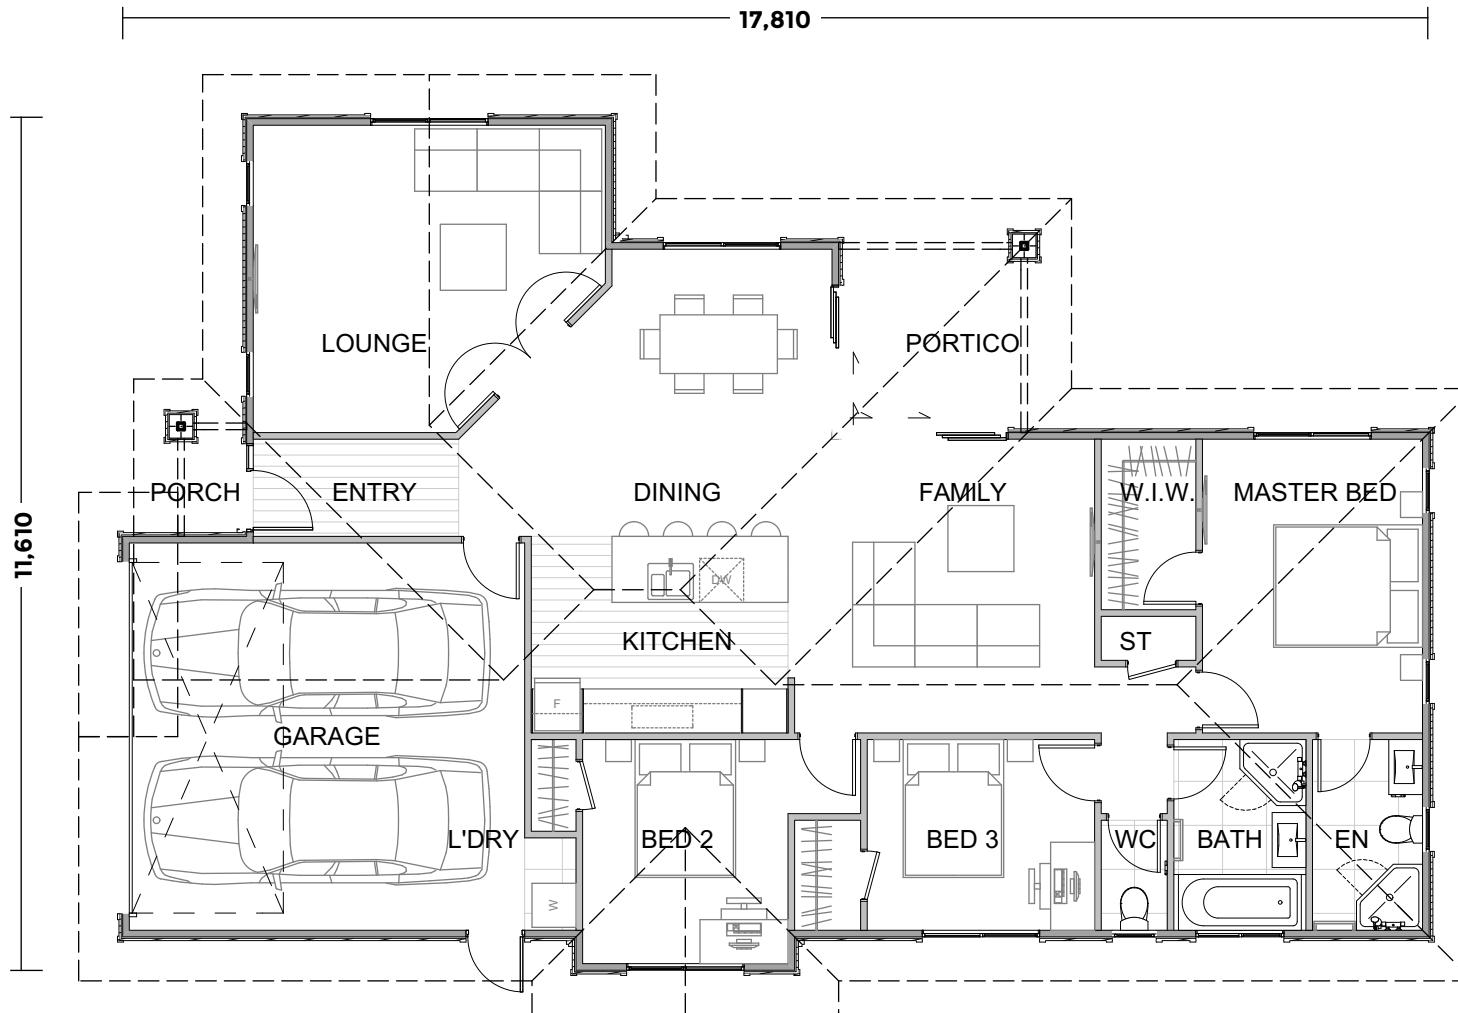 17,810
11,610
LOUNGE
PORTICO
PORCH
ENTRY
DINING
FAMILY
W.I.W.
MASTER BED
DW
KITCHEN
ST
F
GARAGE
L'DRY
BED 2
BED 3
WC
BATH
EN
W